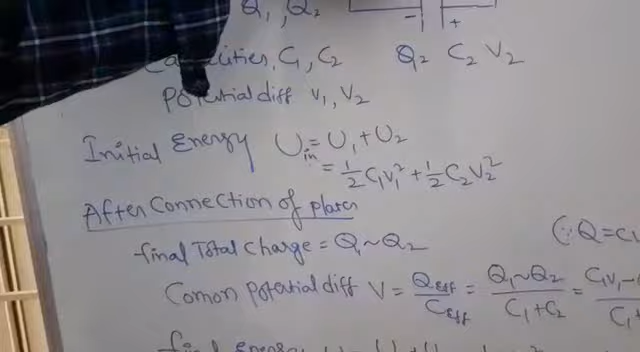 Q1, Q2
- +
C1, C2 Q2 C2 V2
Potential diff V1, V2
Initial Energy Uin = U1 + U2
= 1/2 C1V1² + 1/2 C2V2²
After Connection of plates
final Total Charge = Q1 ~ Q2
(∵ Q = C
Comon potential diff V = QEff/CEff = Q1~Q2/C1+C2 = C1V1-